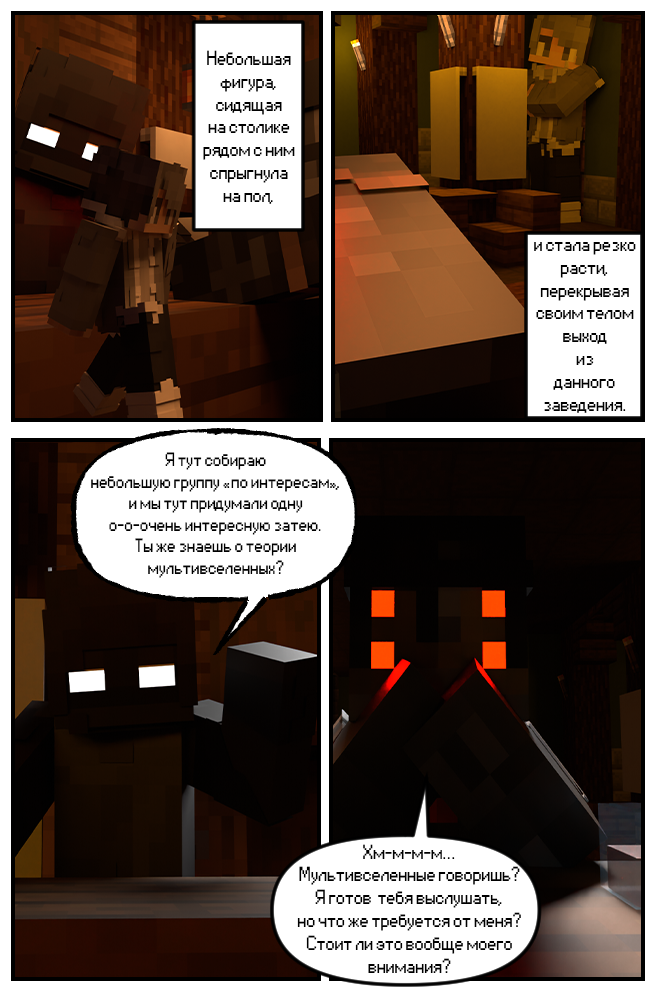 Небольшая
фигура,
сидящая
на столике
рядом с ним
спрыгнула
на пол,
и стала резко
расти,
перекрывая
своим телом
выход
из
данного
заведения.
Я тут собираю
небольшую группу «по интересам»,
и мы тут придумали одну
о-о-очень интересную затею.
Ты же знаешь о теории
мультивселенных?
Хм-м-м-м...
Мультивселенные говоришь?
Я готов тебя выслушать,
но что же требуется от меня?
Стоит ли это вообще моего
внимания?